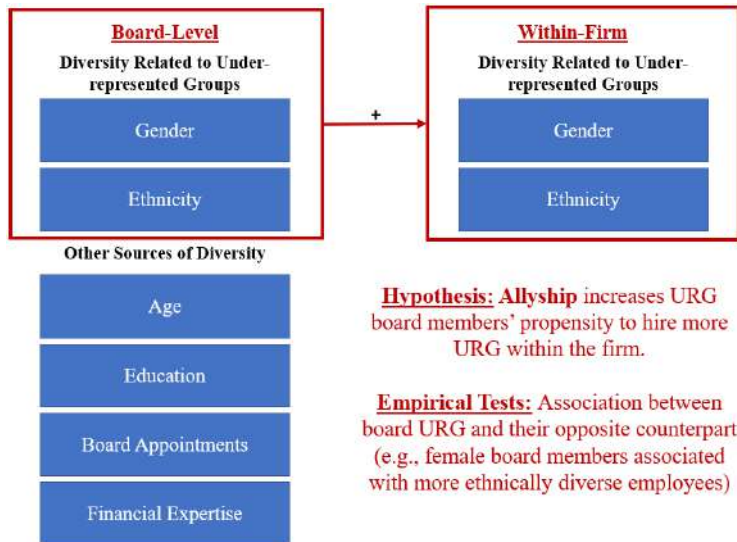 Board-Level
Diversity Related to Under-
represented Groups
Gender
Ethnicity
Other Sources of Diversity
Age
Education
Board Appointments
Financial Expertise
+
Within-Firm
Diversity Related to Under-
represented Groups
Gender
Ethnicity
Hypothesis: Allyship increases URG
board members’ propensity to hire more
URG within the firm.
Empirical Tests: Association between
board URG and their opposite counterpart
(e.g., female board members associated
with more ethnically diverse employees)